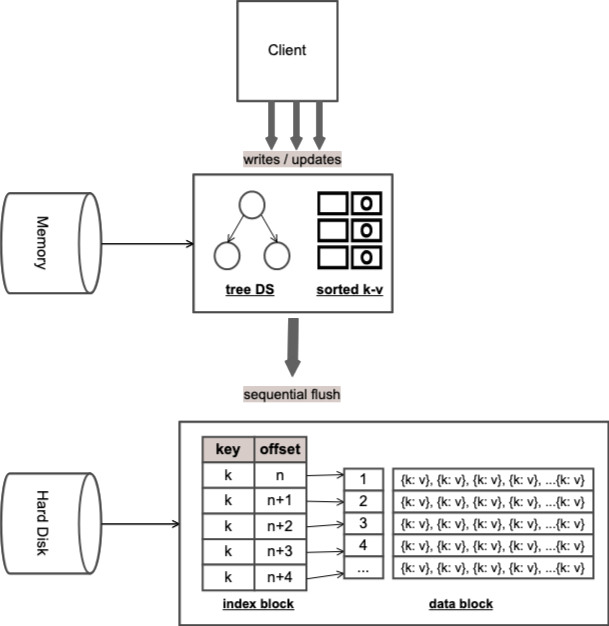 Client
writes / updates
Memory
O
O
O
tree DS
sorted k-v
sequential flush
Hard Disk
key offset
k n
k n+1
k n+2
k n+3
k n+4
1 {k: v}, {k: v}, {k: v}, {k: v}, ...{k: v}
2 {k: v}, {k: v}, {k: v}, {k: v}, ...{k: v}
3 {k: v}, {k: v}, {k: v}, {k: v}, ...{k: v}
4 {k: v}, {k: v}, {k: v}, {k: v}, ...{k: v}
... {k: v}, {k: v}, {k: v}, {k: v}, ...{k: v}
index block
data block